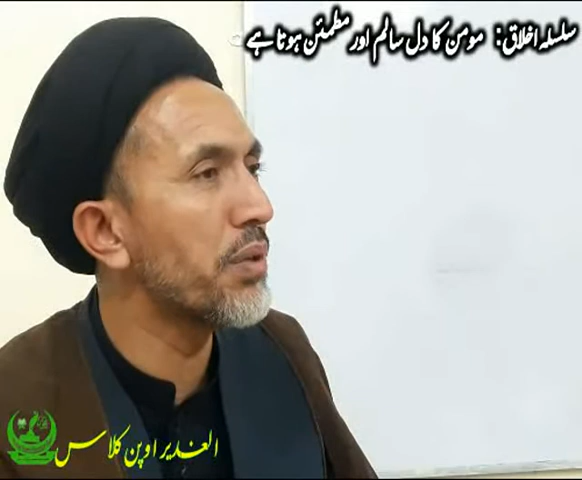 سلسلہ اخلاق: مومن کا دل سالم اور مطمئن ہوتا ہے
الغدیر اوپن کلاس